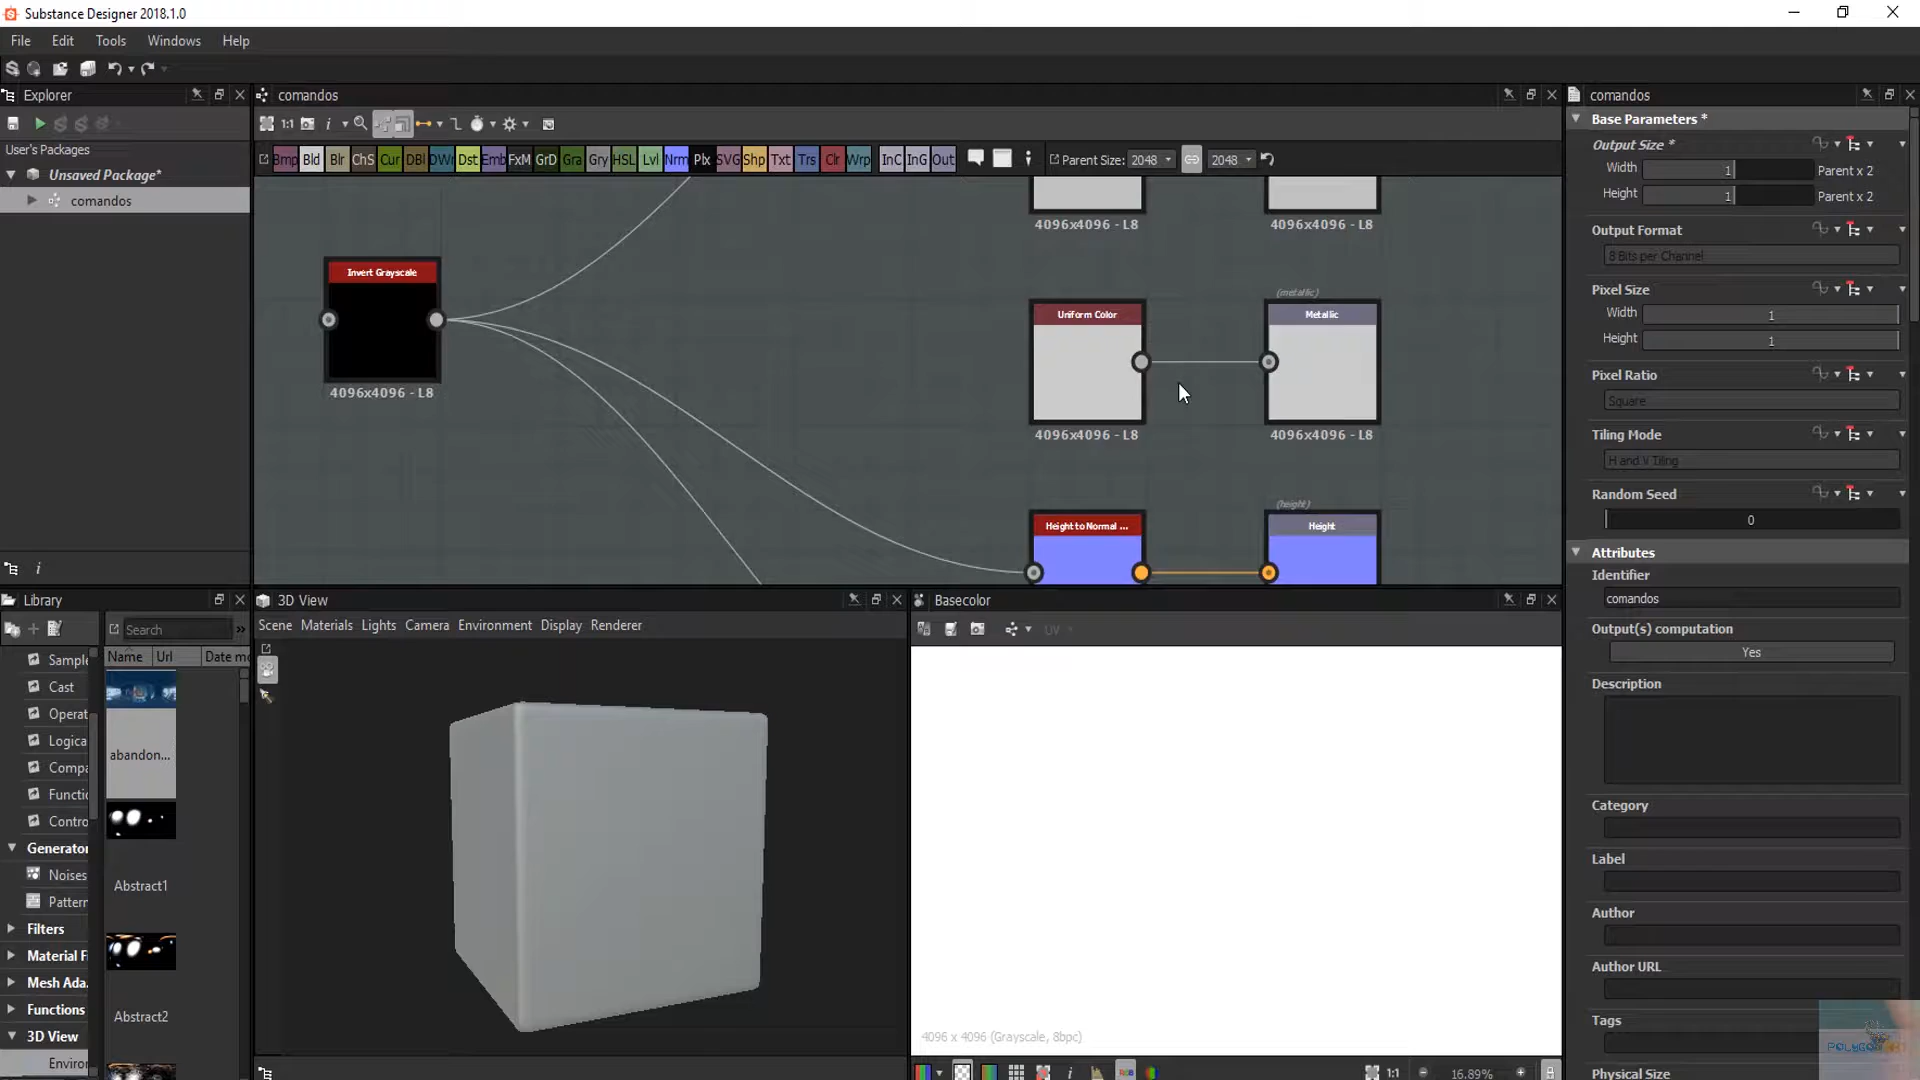 Substance Designer 2018.1.0
File Edit Tools Windows Help
Explorer
comandos
comandos
User's Packages
Unsaved Package*
comandos
1:1
Bmp Bld Blr ChS Cur DBl DWr Dst Emb FxM GrD Gra Gry HSL Lvl Nrm Plx SVG Shp Txt Trs Clr Wrp InC InG Out
Parent Size: 2048 2048
Invert Grayscale
4096x4096 - L8
4096x4096 - L8
4096x4096 - L8
(metallic)
Uniform Color
Metallic
4096x4096 - L8
4096x4096 - L8
(height)
Height to Normal ...
Height
Base Parameters *
Output Size *
Width 1 Parent x 2
Height 1 Parent x 2
Output Format
8 Bits per Channel
Pixel Size
Width 1
Height 1
Pixel Ratio
Square
Tiling Mode
H and V Tiling
Random Seed
0
Attributes
Identifier
comandos
Output(s) computation
Yes
Description
Category
Label
Author
Author URL
Tags
Physical Size
Library
Search
Name Url Date mo
Sample
Cast
Operat
Logica
Compa
Functio
Contro
Generator
Noises
Pattern
Filters
Material F
Mesh Ada.
Functions
3D View
Enviror
abandon...
Abstract1
Abstract2
3D View
Scene Materials Lights Camera Environment Display Renderer
Basecolor
UV
4096 x 4096 (Grayscale, 8bpc)
1:1 16.89%